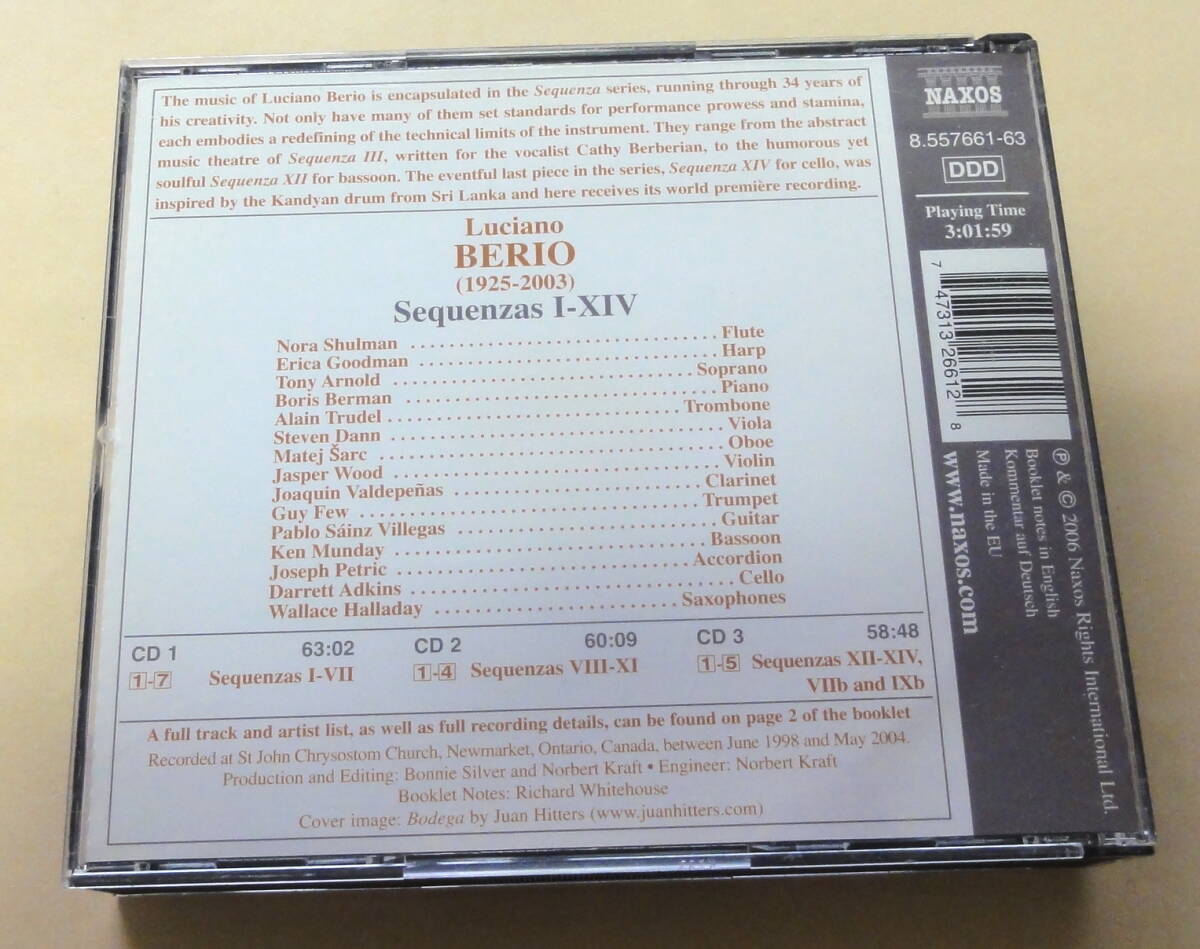 The music of Luciano Berio is encapsulated in the Sequenza series, running through 34 years of
his creativity. Not only have many of them set standards for performance prowess and stamina,
each embodies a redefining of the technical limits of the instrument. They range from the abstract
music theatre of Sequenza III, written for the vocalist Cathy Berberian, to the humorous yet
soulful Sequenza XII for bassoon. The eventful last piece in the series, Sequenza XIV for cello, was
inspired by the Kandyan drum from Sri Lanka and here receives its world première recording.
Luciano
BERIO
(1925-2003)
Sequenzas I-XIV
Nora Shulman ........ Flute
Erica Goodman ........ Harp
Tony Arnold ........ Soprano
Boris Berman ........ Piano
Alain Trudel ........ Trombone
Steven Dann ........ Viola
Matej Šarc ........ Oboe
Jasper Wood ........ Violin
Joaquin Valdepeñas ........ Clarinet
Guy Few ........ Trumpet
Pablo Sáinz Villegas ........ Guitar
Ken Munday ........ Bassoon
Joseph Petric ........ Accordion
Darrett Adkins ........ Cello
Wallace Halladay ........ Saxophones
CD 1 63:02
1-7 Sequenzas I-VII
CD 2 60:09
1-4 Sequenzas VIII-XI
CD 3 58:48
1-5 Sequenzas XII-XIV,
VIIb and IXb
A full track and artist list, as well as full recording details, can be found on page 2 of the booklet
Recorded at St John Chrysostom Church, Newmarket, Ontario, Canada, between June 1998 and May 2004.
Production and Editing: Bonnie Silver and Norbert Kraft • Engineer: Norbert Kraft
Booklet Notes: Richard Whitehouse
Cover image: Bodega by Juan Hitters (www.juanhitters.com)
NAXOS
8.557661-63
DDD
Playing Time
3:01:59
7 47313 26612 8
℗ & © 2006 Naxos Rights International Ltd.
Booklet notes in English
Kommentar auf Deutsch
Made in the EU
www.naxos.com